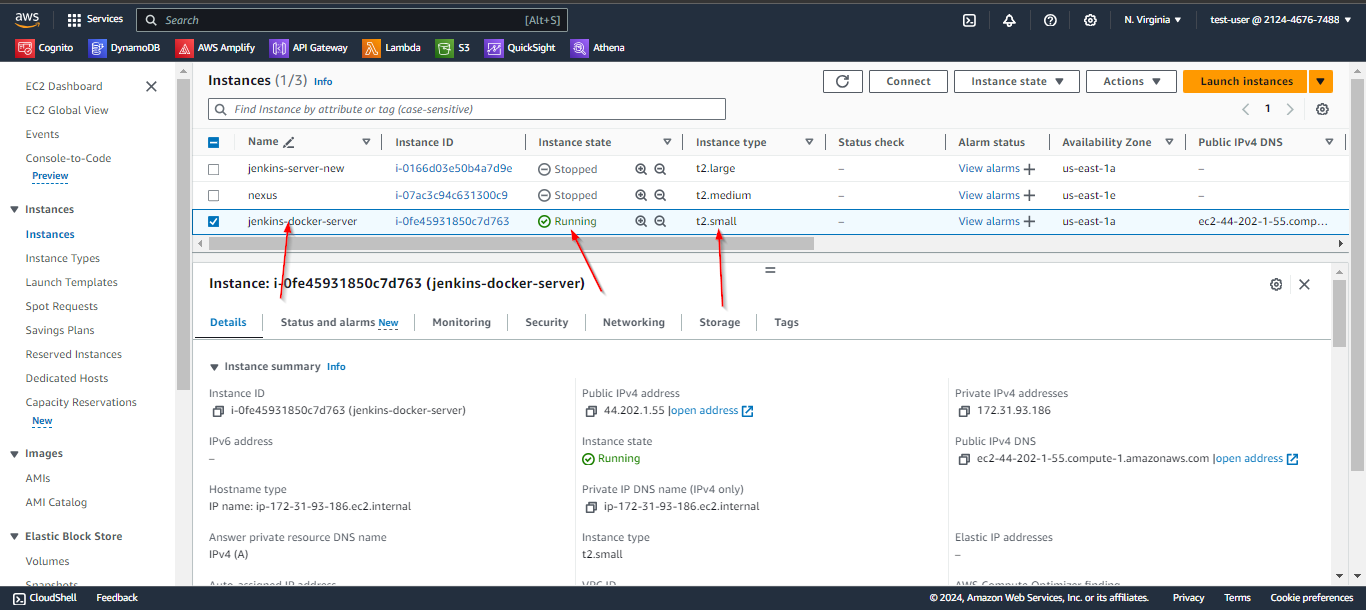 aws Services Search [Alt+S] N. Virginia test-user @ 2124-4676-7488
Cognito DynamoDB AWS Amplify API Gateway Lambda S3 QuickSight Athena
EC2 Dashboard
EC2 Global View
Events
Console-to-Code
Preview
Instances
Instances
Instance Types
Launch Templates
Spot Requests
Savings Plans
Reserved Instances
Dedicated Hosts
Capacity Reservations
New
Images
AMIs
AMI Catalog
Elastic Block Store
Volumes
Snapshots
Instances (1/3) Info Connect Instance state Actions Launch instances
Find Instance by attribute or tag (case-sensitive) 1
Name Instance ID Instance state Instance type Status check Alarm status Availability Zone Public IPv4 DNS
jenkins-server-new i-0166d03e50b4a7d9e Stopped t2.large – View alarms + us-east-1a –
nexus i-07ac3c94c631300c9 Stopped t2.medium – View alarms + us-east-1e –
jenkins-docker-server i-0fe45931850c7d763 Running t2.small – View alarms + us-east-1a ec2-44-202-1-55.comp...
Instance: i-0fe45931850c7d763 (jenkins-docker-server)
Details Status and alarms New Monitoring Security Networking Storage Tags
Instance summary Info
Instance ID
i-0fe45931850c7d763 (jenkins-docker-server)
IPv6 address
–
Hostname type
IP name: ip-172-31-93-186.ec2.internal
Answer private resource DNS name
IPv4 (A)
Auto-assigned IP address
Public IPv4 address
44.202.1.55 |open address
Instance state
Running
Private IP DNS name (IPv4 only)
ip-172-31-93-186.ec2.internal
Instance type
t2.small
VPC ID
Private IPv4 addresses
172.31.93.186
Public IPv4 DNS
ec2-44-202-1-55.compute-1.amazonaws.com |open address
Elastic IP addresses
–
AWS Compute Optimizer finding
CloudShell Feedback © 2024, Amazon Web Services, Inc. or its affiliates. Privacy Terms Cookie preferences